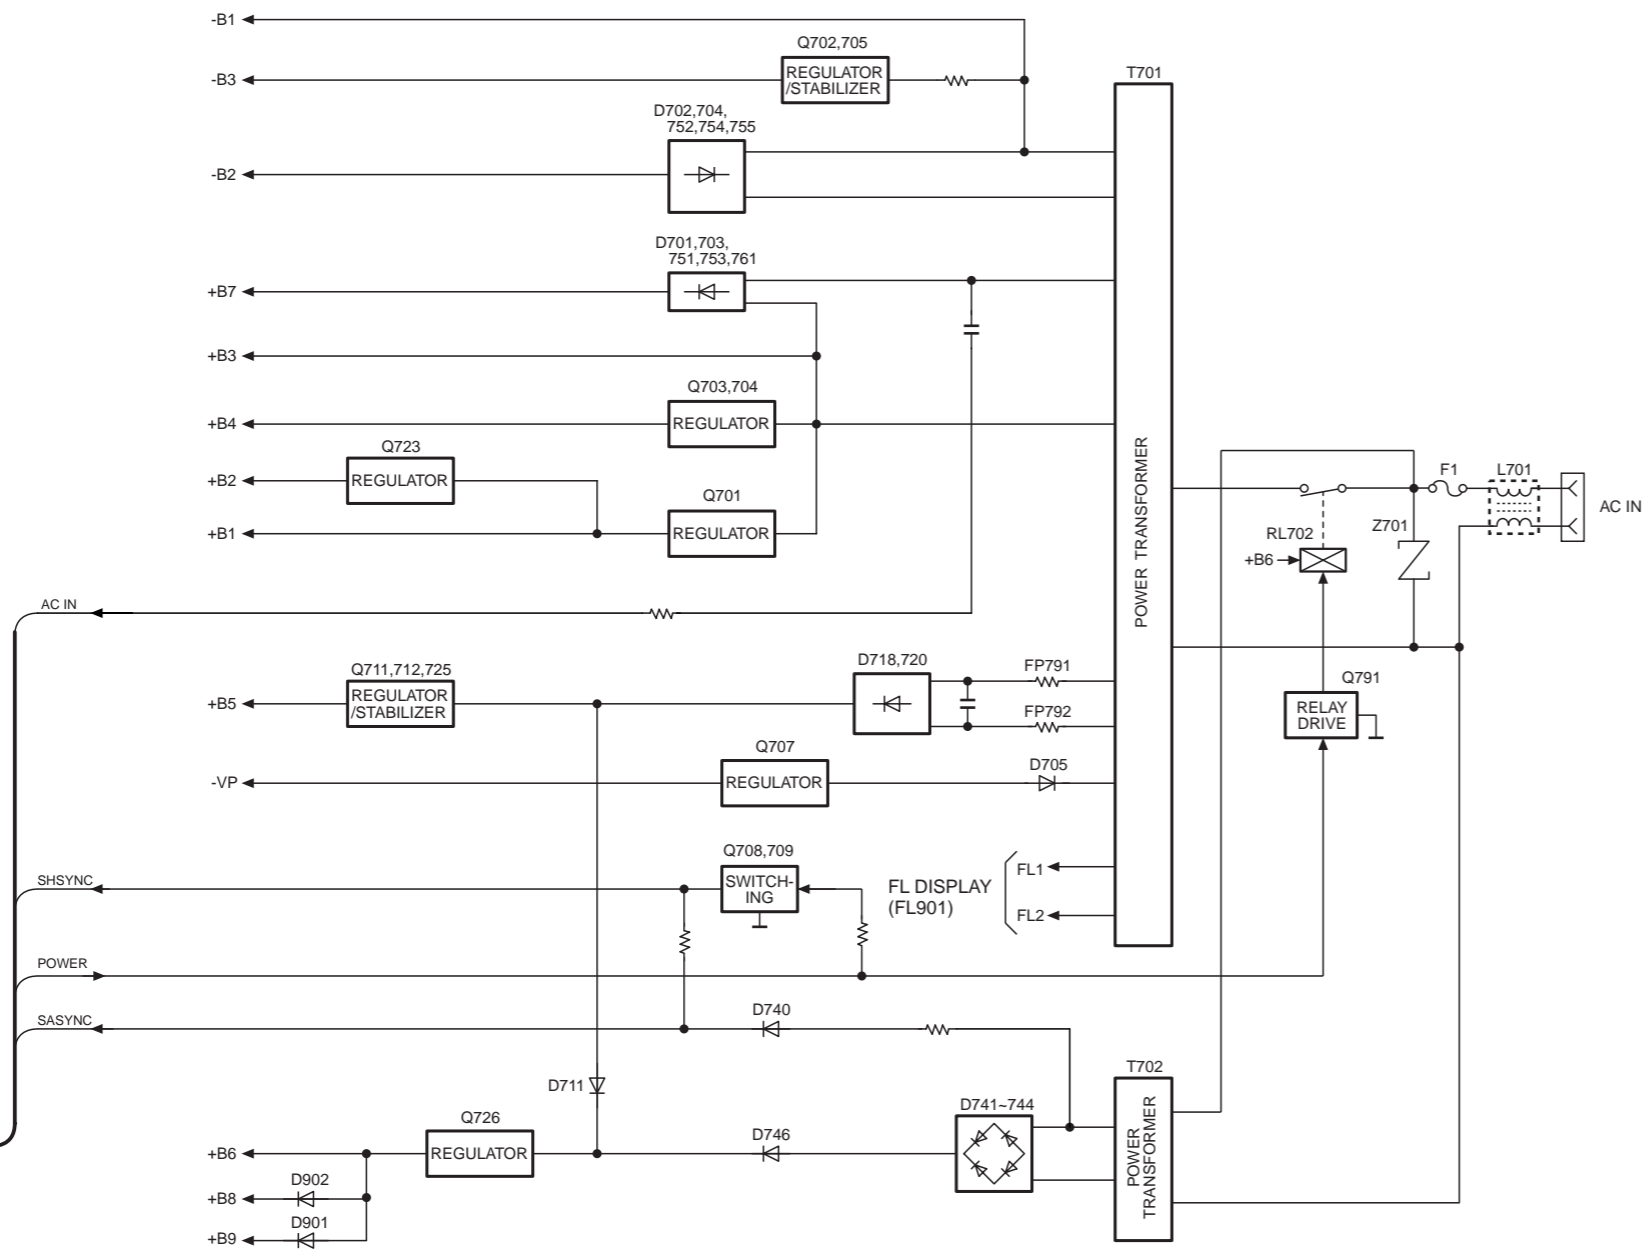 -B1
Q702,705
-B3
REGULATOR
/STABILIZER
T701
D702,704,
752,754,755
-B2
D701,703,
751,753,761
+B7
+B3
Q703,704
+B4
REGULATOR
Q723
+B2
REGULATOR
Q701
+B1
REGULATOR
POWER TRANSFORMER
F1
L701
AC IN
Z701
RL702
+B6
AC IN
Q711,712,725
+B5
REGULATOR
/STABILIZER
D718,720
FP791
FP792
Q791
RELAY
DRIVE
Q707
-VP
REGULATOR
D705
Q708,709
SHSYNC
SWITCH-
ING
FL DISPLAY
(FL901)
FL1
FL2
POWER
SASYNC
D740
D711
T702
D741~744
POWER
TRANSFORMER
Q726
D746
+B6
REGULATOR
D902
+B8
D901
+B9